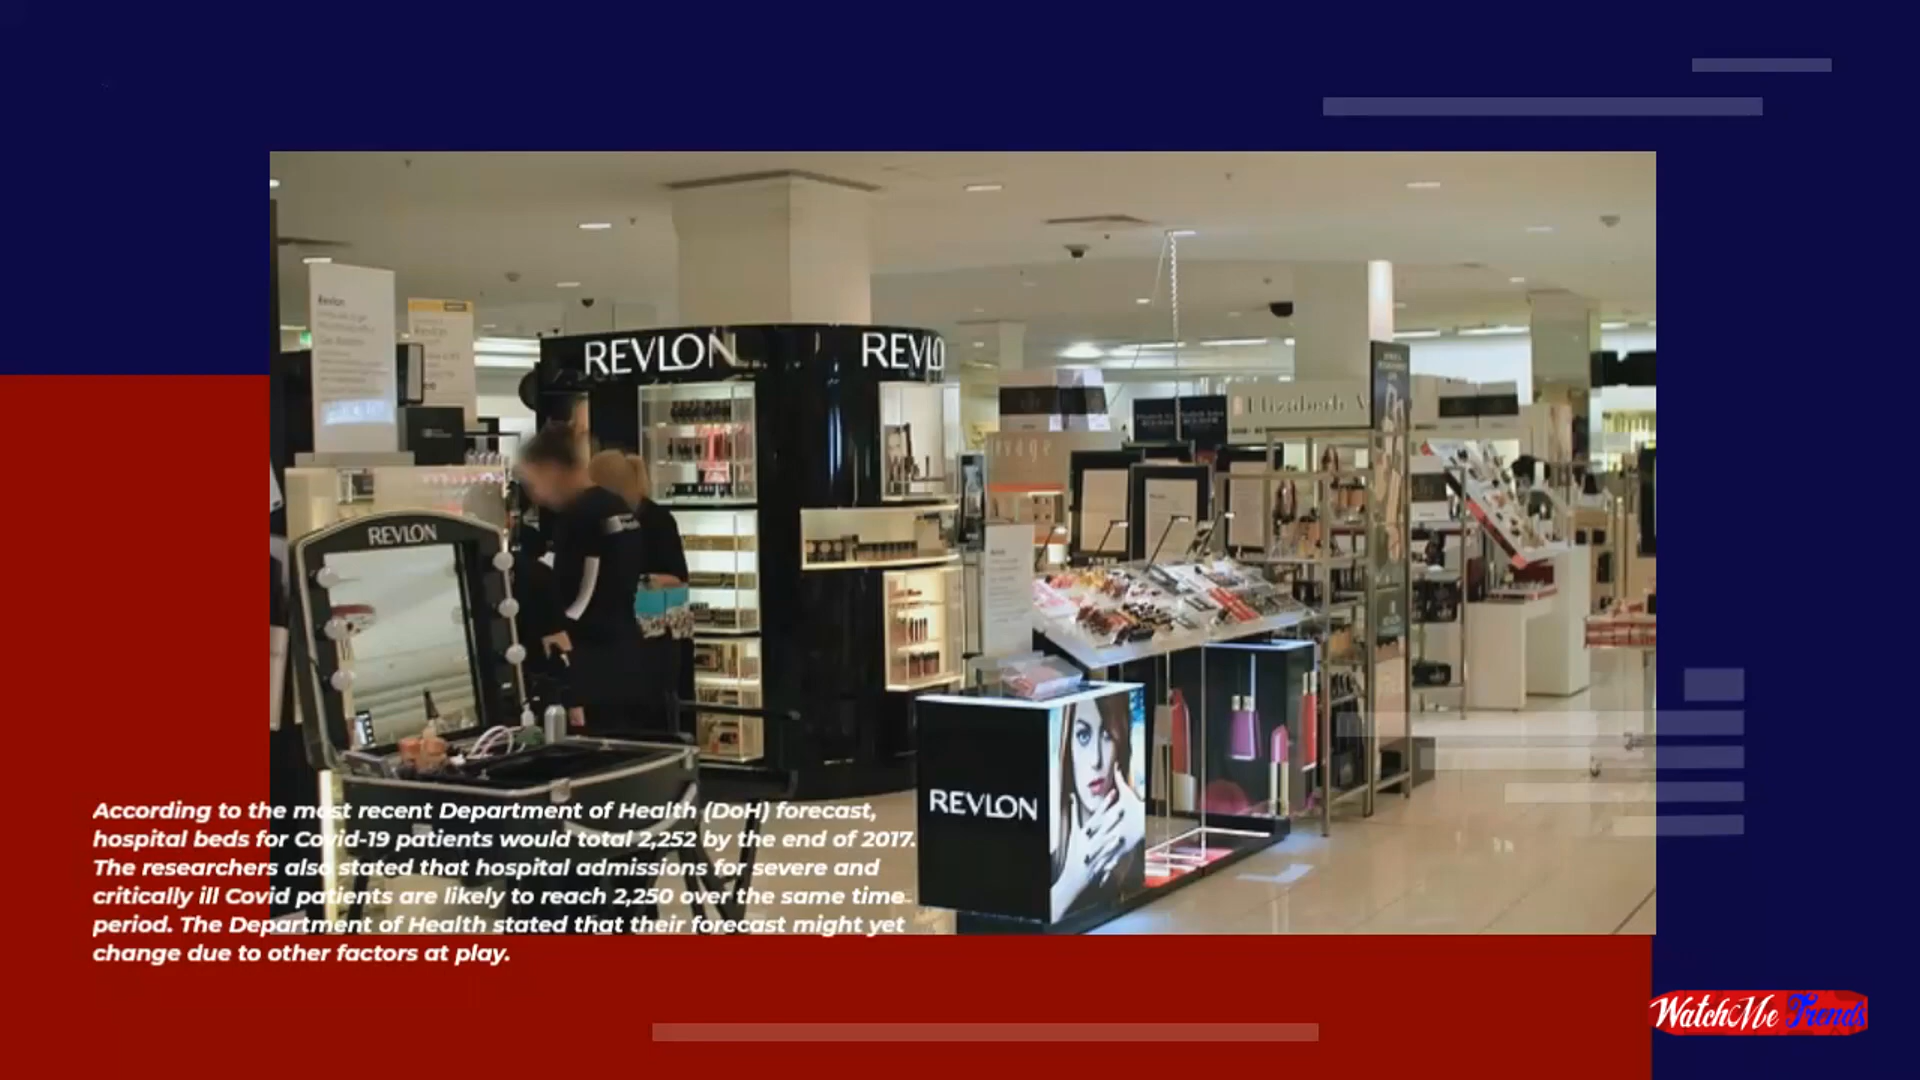 REVLON
REVLO
Revlon
Elizabeth A
REVLON
REVLON
According to the most recent Department of Health (DoH) forecast,
hospital beds for Covid-19 patients would total 2,252 by the end of 2017.
The researchers also stated that hospital admissions for severe and
critically ill Covid patients are likely to reach 2,250 over the same time
period. The Department of Health stated that their forecast might yet
change due to other factors at play.
WatchMe Trends